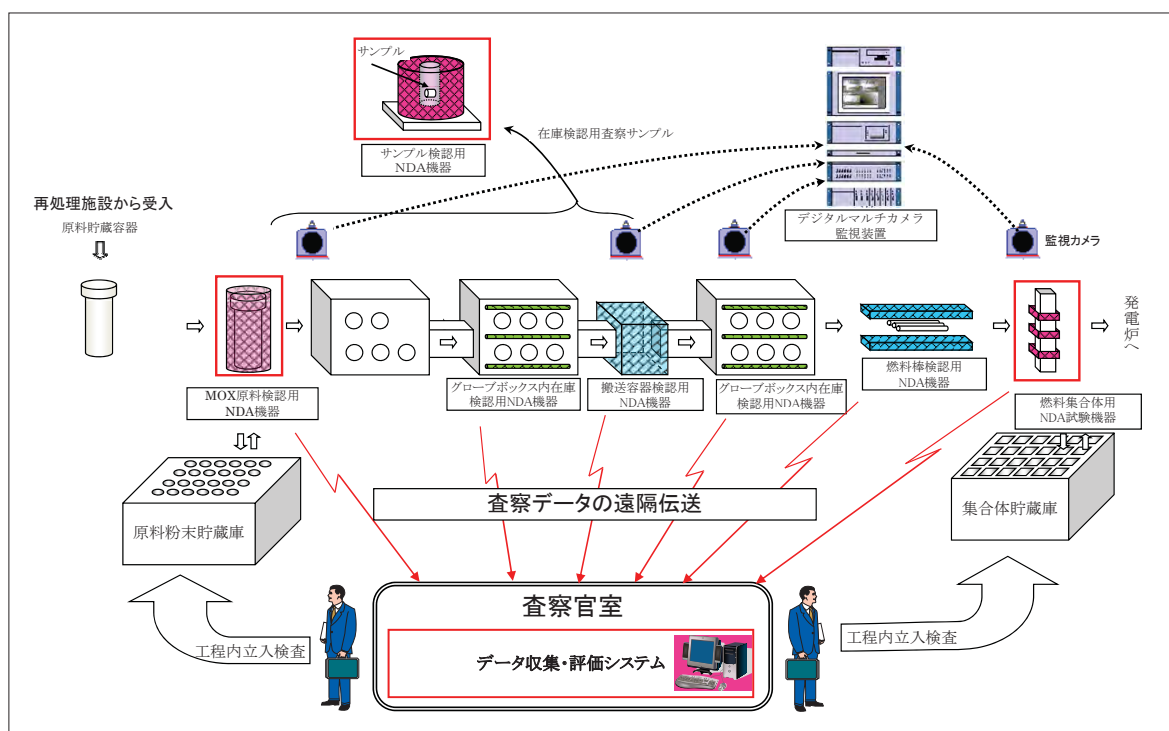 サンプル
サンプル検認用
NDA機器
在庫検認用査察サンプル
デジタルマルチカメラ
監視装置
再処理施設から受入
原料貯蔵容器
監視カメラ
発電炉へ
MOX原料検認用
NDA機器
グローブボックス内在庫
検認用NDA機器
搬送容器検認用
NDA機器
グローブボックス内在庫
検認用NDA機器
燃料棒検認用
NDA機器
燃料集合体用
NDA試験機器
査察データの遠隔伝送
原料粉末貯蔵庫
集合体貯蔵庫
査察官室
データ収集・評価システム
工程内立入検査
工程内立入検査